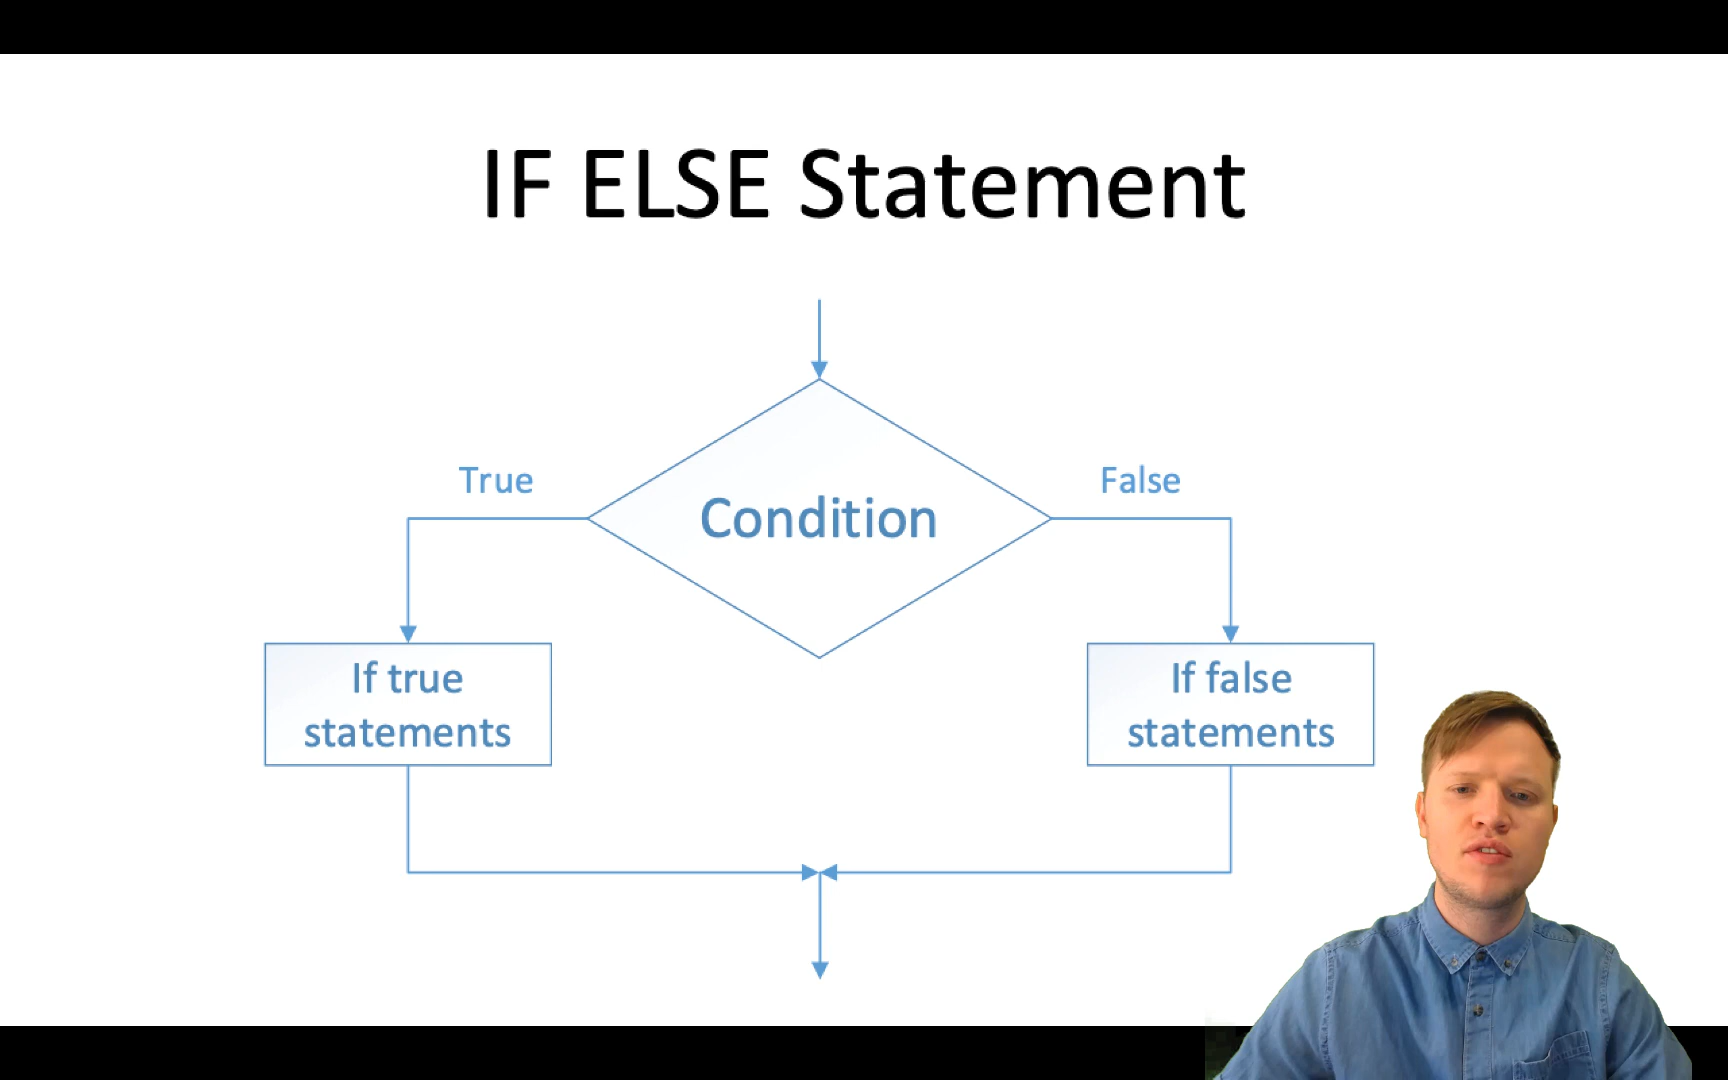 IF ELSE Statement
True
False
Condition
If true
statements
If false
statements